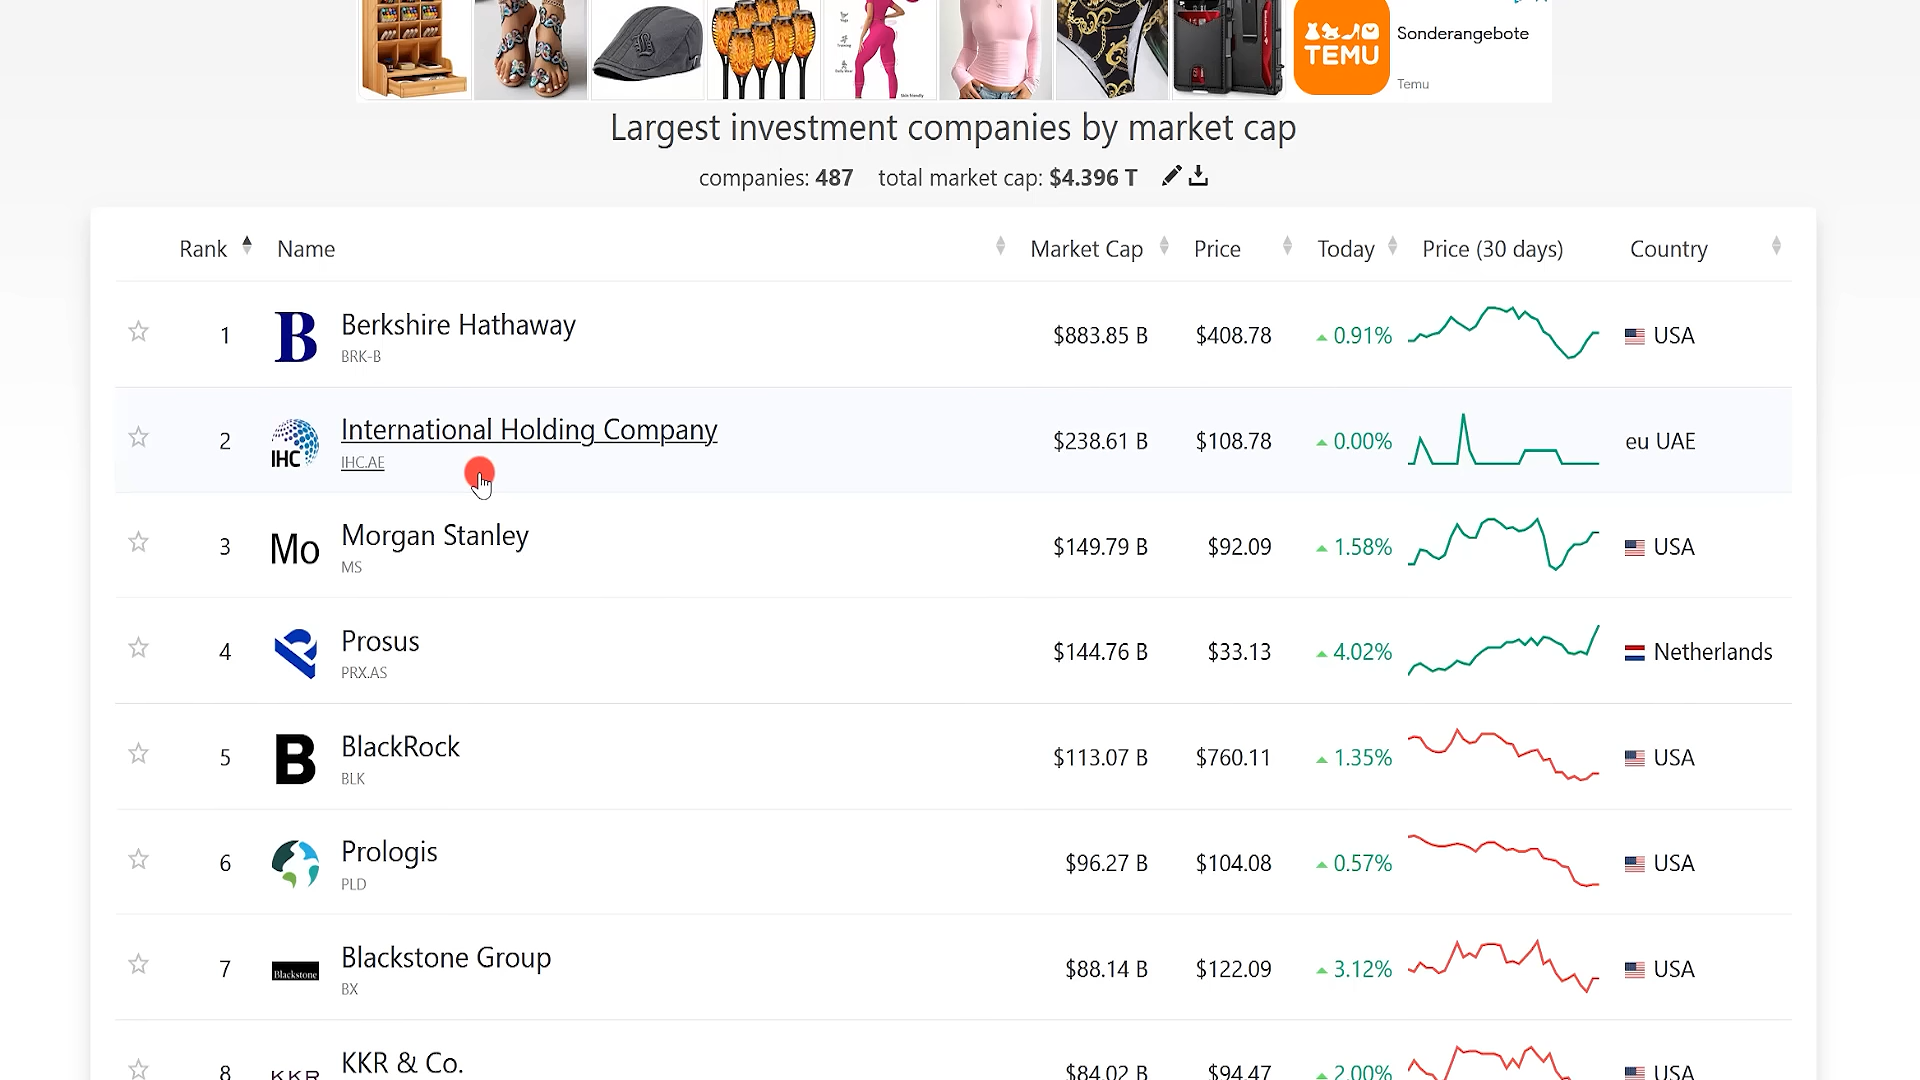 TEMU
Sonderangebote
Temu
Largest investment companies by market cap
companies: 487 total market cap: $4.396 T
Rank Name Market Cap Price Today Price (30 days) Country
1 B Berkshire Hathaway BRK-B $883.85 B $408.78 0.91% USA
2 IHC International Holding Company IHC.AE $238.61 B $108.78 0.00% eu UAE
3 Mo Morgan Stanley MS $149.79 B $92.09 1.58% USA
4 Prosus PRX.AS $144.76 B $33.13 4.02% Netherlands
5 B BlackRock BLK $113.07 B $760.11 1.35% USA
6 Prologis PLD $96.27 B $104.08 0.57% USA
7 Blackstone Blackstone Group BX $88.14 B $122.09 3.12% USA
8 KKR KKR & Co. $84.02 B $94.47 2.00% USA